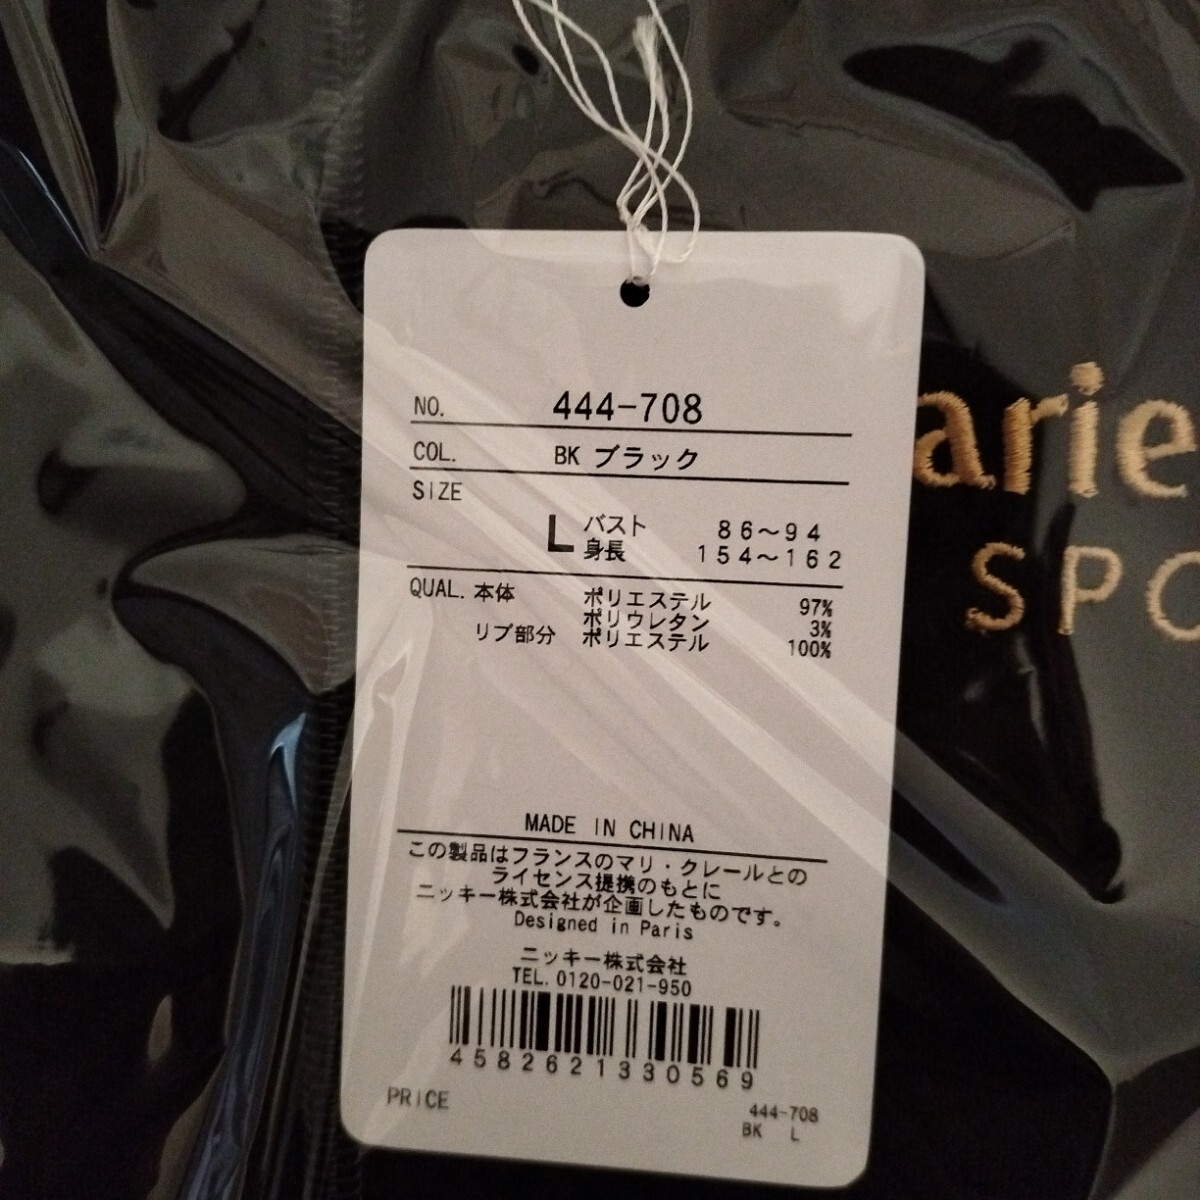 NO. 444-708
COL. BK ブラック
SIZE
L バスト 86～94
身長 154～162
QUAL. 本体 ポリエステル 97%
ポリウレタン 3%
リブ部分 ポリエステル 100%
MADE IN CHINA
この製品はフランスのマリ・クレールとの
ライセンス提携のもとに
ニッキー株式会社が企画したものです。
Designed in Paris
ニッキー株式会社
TEL. 0120-021-950
4582621330569
PRICE
444-708
BK L
arie
SPO